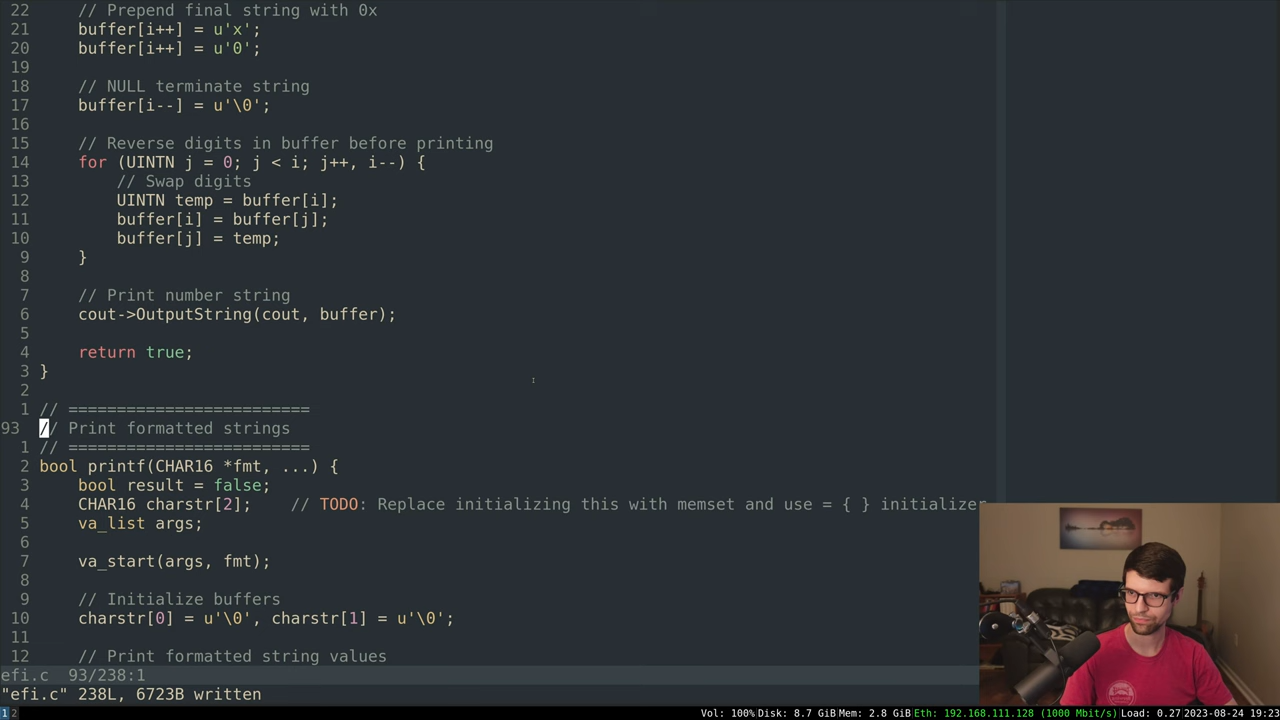 22      // Prepend final string with 0x
21      buffer[i++] = u'x';
20      buffer[i++] = u'0';
19
18      // NULL terminate string
17      buffer[i--] = u'\0';
16
15      // Reverse digits in buffer before printing
14      for (UINTN j = 0; j < i; j++, i--) {
13          // Swap digits
12          UINTN temp = buffer[i];
11          buffer[i] = buffer[j];
10          buffer[j] = temp;
9      }
8
7      // Print number string
6      cout->OutputString(cout, buffer);
5
4      return true;
3  }
2
1  // =========================
93  // Print formatted strings
1  // =========================
2  bool printf(CHAR16 *fmt, ...) {
3      bool result = false;
4      CHAR16 charstr[2];    // TODO: Replace initializing this with memset and use = { } initializer
5      va_list args;
6
7      va_start(args, fmt);
8
9      // Initialize buffers
10      charstr[0] = u'\0', charstr[1] = u'\0';
11
12      // Print formatted string values
efi.c  93/238:1
"efi.c" 238L, 6723B written
1 2 Vol: 100% Disk: 8.7 GiB Mem: 2.8 GiB Eth: 192.168.111.128 (1000 Mbit/s) Load: 0.27 2023-08-24 19:23